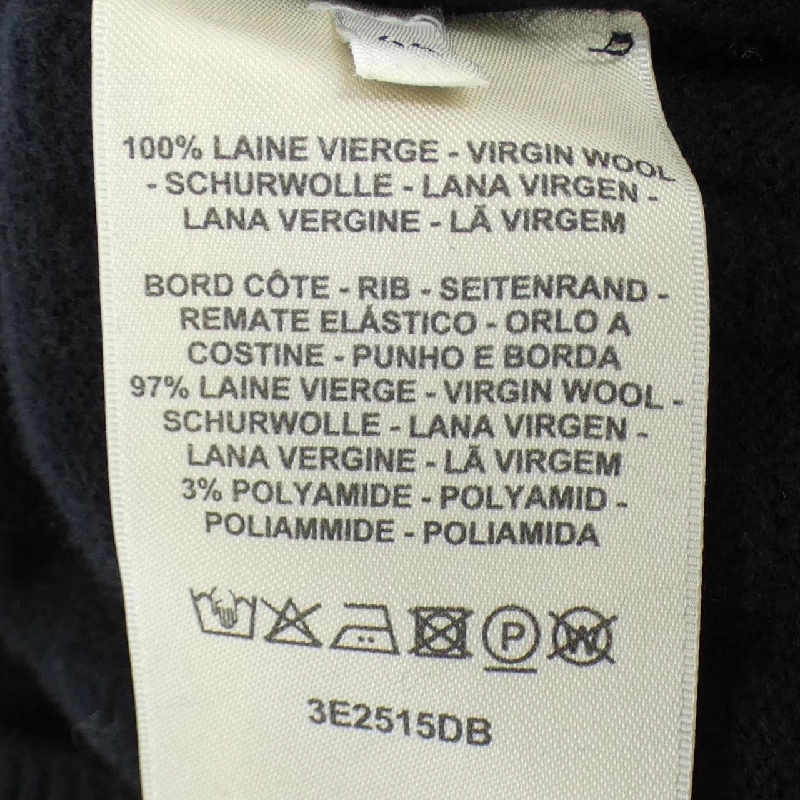 100% LAINE VIERGE - VIRGIN WOOL
- SCHURWOLLE - LANA VIRGEN -
LANA VERGINE - LÃ VIRGEM
BORD CÔTE - RIB - SEITENRAND -
REMATE ELÁSTICO - ORLO A
COSTINE - PUNHO E BORDA
97% LAINE VIERGE - VIRGIN WOOL -
SCHURWOLLE - LANA VIRGEN -
LANA VERGINE - LÃ VIRGEM
3% POLYAMIDE - POLYAMID -
POLIAMMIDE - POLIAMIDA
P W
3E2515DB